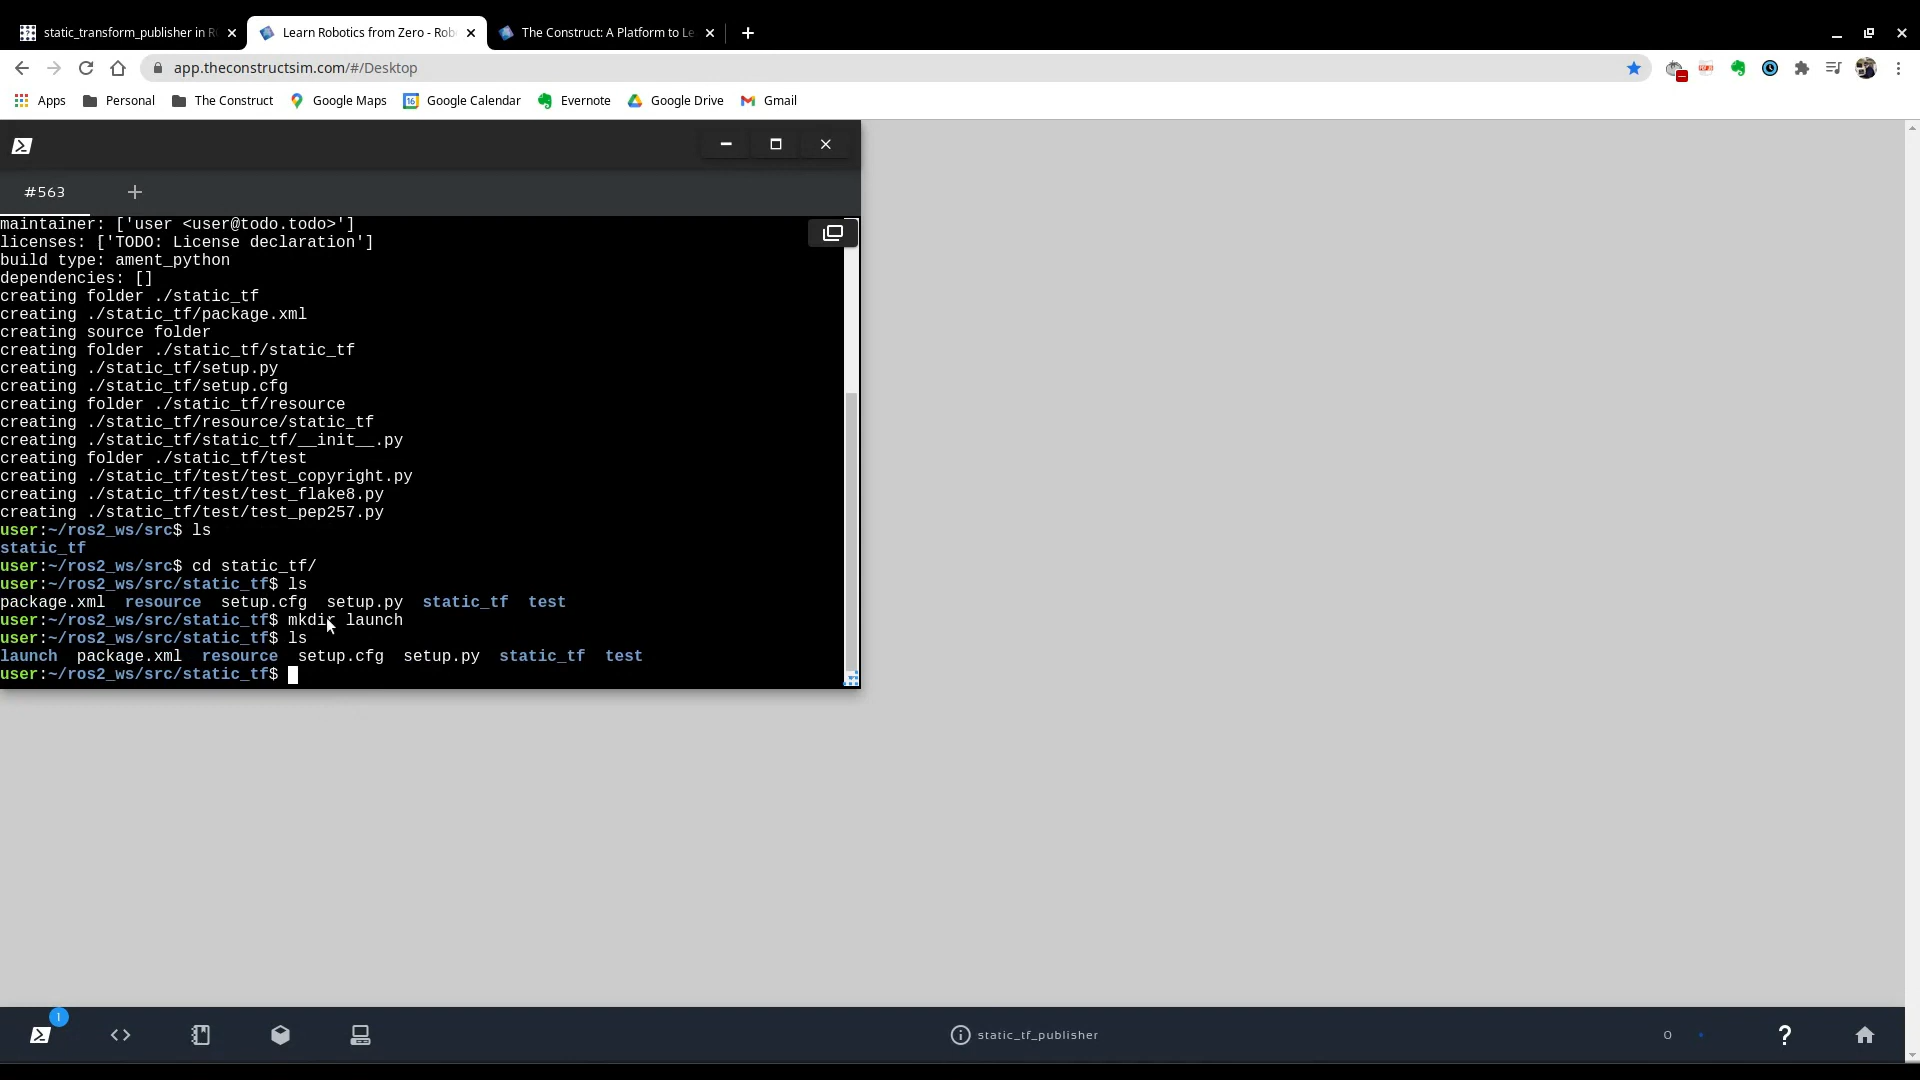 static_transform_publisher in R
Learn Robotics from Zero - Rob
The Construct: A Platform to Le
app.theconstructsim.com/#/Desktop
Apps Personal The Construct Google Maps Google Calendar Evernote Google Drive Gmail
#563
maintainer: ['user <user@todo.todo>']
licenses: ['TODO: License declaration']
build type: ament_python
dependencies: []
creating folder ./static_tf
creating ./static_tf/package.xml
creating source folder
creating folder ./static_tf/static_tf
creating ./static_tf/setup.py
creating ./static_tf/setup.cfg
creating folder ./static_tf/resource
creating ./static_tf/resource/static_tf
creating ./static_tf/static_tf/__init__.py
creating folder ./static_tf/test
creating ./static_tf/test/test_copyright.py
creating ./static_tf/test/test_flake8.py
creating ./static_tf/test/test_pep257.py
user:~/ros2_ws/src$ ls
static_tf
user:~/ros2_ws/src$ cd static_tf/
user:~/ros2_ws/src/static_tf$ ls
package.xml resource setup.cfg setup.py static_tf test
user:~/ros2_ws/src/static_tf$ mkdir launch
user:~/ros2_ws/src/static_tf$ ls
launch package.xml resource setup.cfg setup.py static_tf test
user:~/ros2_ws/src/static_tf$
1
static_tf_publisher
0
?